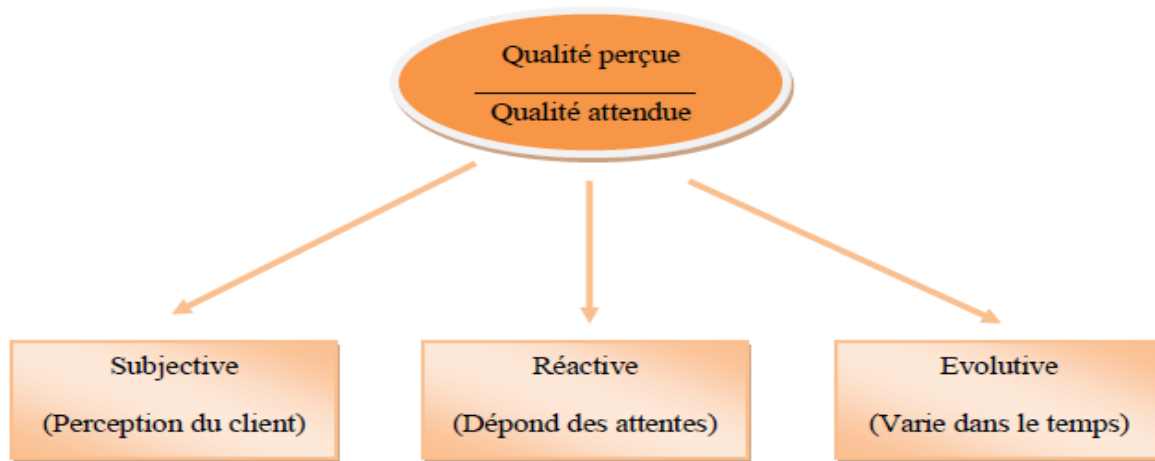 Qualité perçue
Qualité attendue
Subjective
(Perception du client)
Réactive
(Dépond des attentes)
Evolutive
(Varie dans le temps)